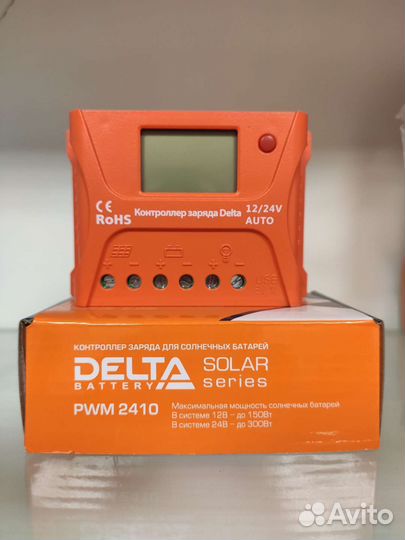 CE
RoHS
Контроллер заряда Delta
12/24V
AUTO
+ - + - + -
USB
КОНТРОЛЛЕР ЗАРЯДА ДЛЯ СОЛНЕЧНЫХ БАТАРЕЙ
DELTA
BATTERY
SOLAR
series
PWM 2410
Максимальная мощность солнечных батарей
В системе 12В - до 150Вт
В системе 24В - до 300Вт
Avito